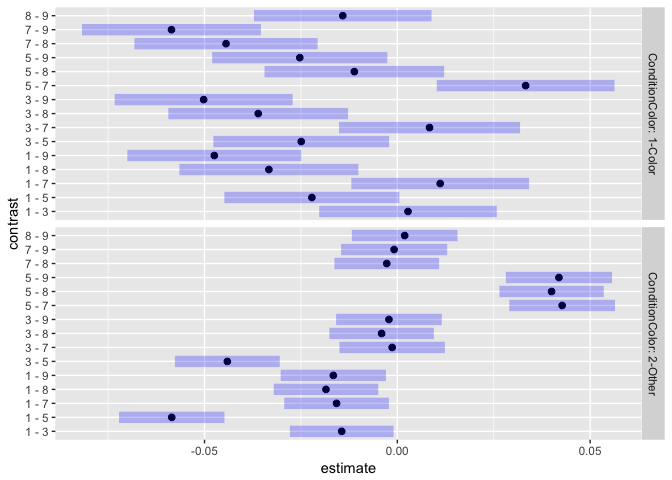 8 - 9
7 - 9
7 - 8
5 - 9
5 - 8
5 - 7
3 - 9
3 - 8
3 - 7
3 - 5
1 - 9
1 - 8
1 - 7
1 - 5
1 - 3
ConditionColor: 1-Color
8 - 9
7 - 9
7 - 8
5 - 9
5 - 8
5 - 7
3 - 9
3 - 8
3 - 7
3 - 5
1 - 9
1 - 8
1 - 7
1 - 5
1 - 3
ConditionColor: 2-Other
contrast
-0.05
0.00
0.05
estimate